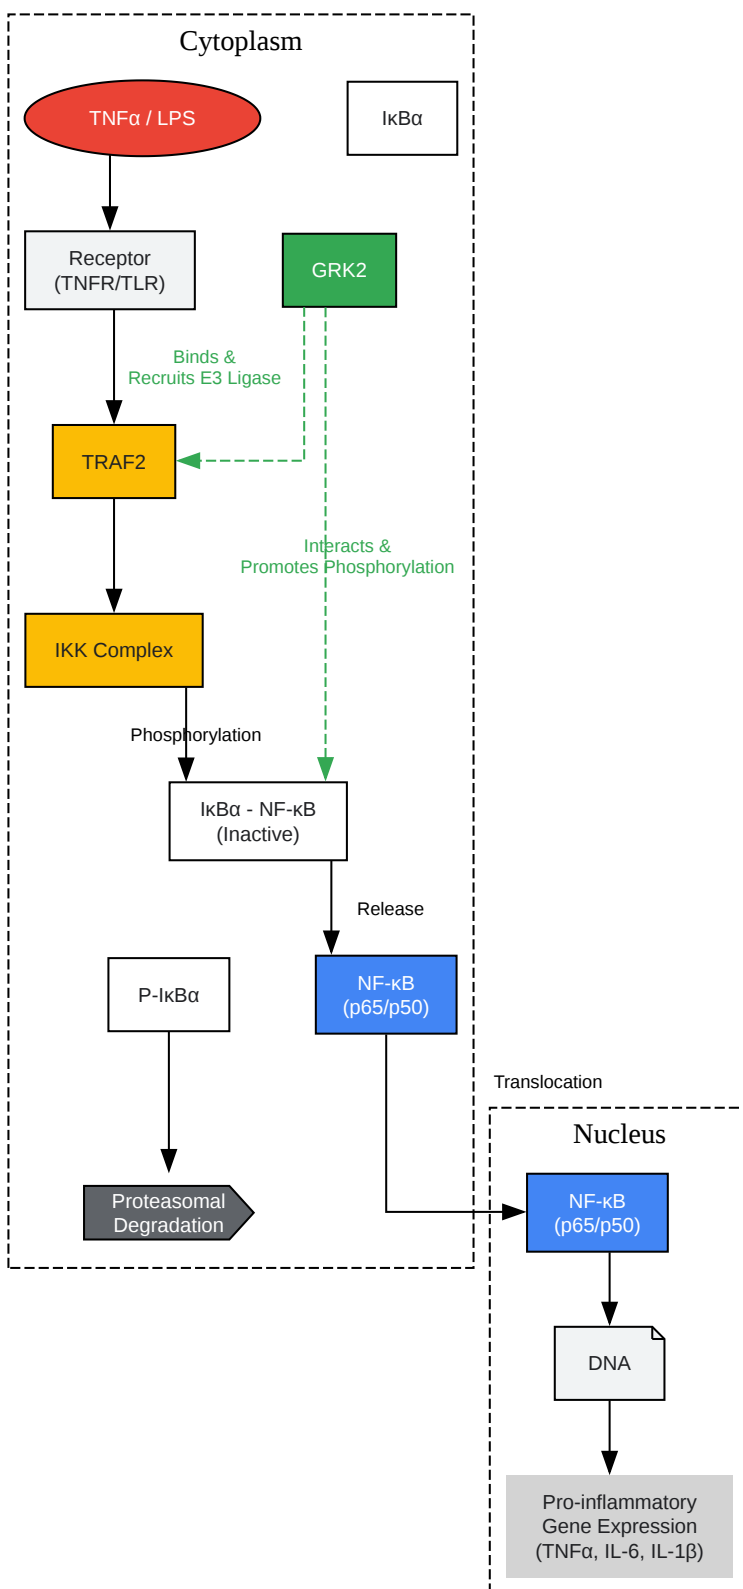 Cytoplasm
TNFα / LPS
IκBα
Receptor
(TNFR/TLR)
GRK2
Binds &
Recruits E3 Ligase
TRAF2
Interacts &
Promotes Phosphorylation
IKK Complex
Phosphorylation
IκBα - NF-κB
(Inactive)
Release
P-IκBα
NF-κB
(p65/p50)
Translocation
Nucleus
Proteasomal
Degradation
NF-κB
(p65/p50)
DNA
Pro-inflammatory
Gene Expression
(TNFα, IL-6, IL-1β)